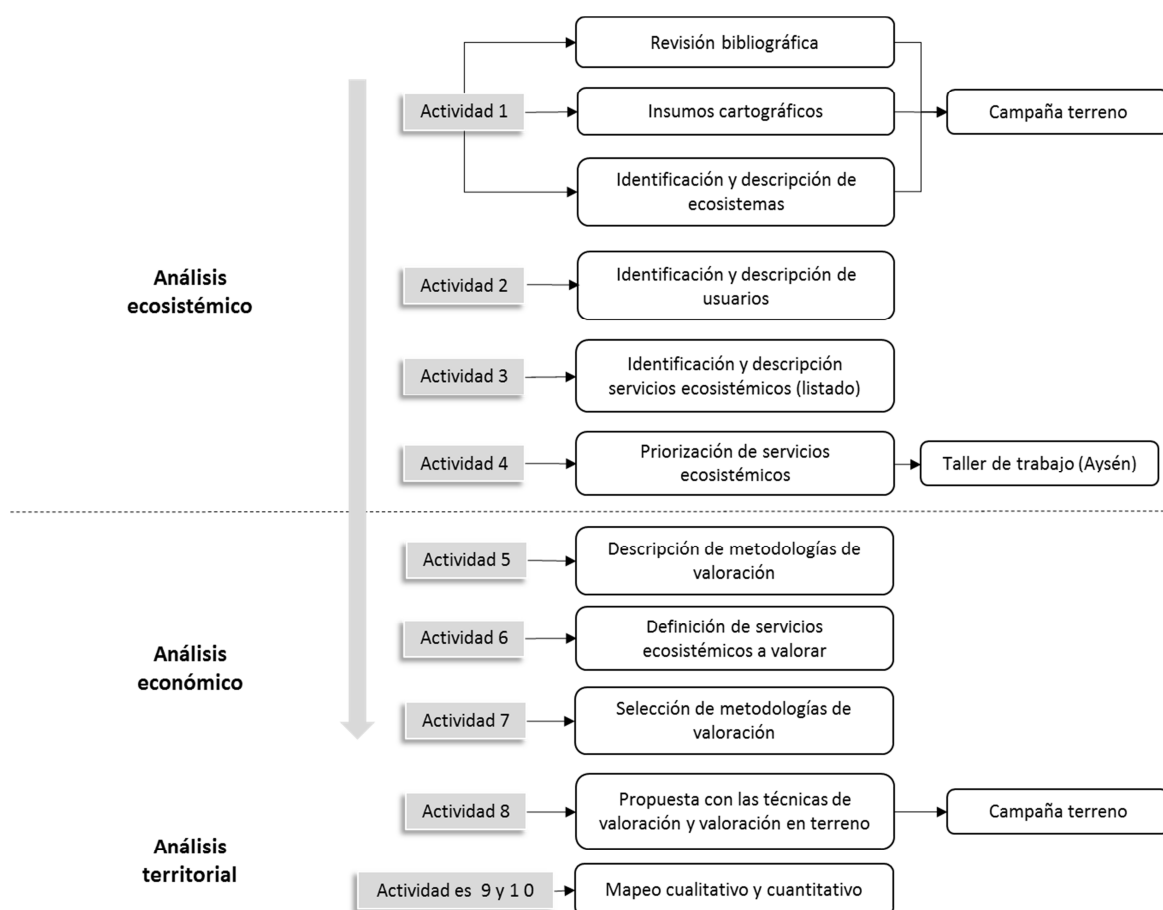 Revisión bibliográfica
Actividad 1
Insumos cartográficos
Campaña terreno
Identificación y descripción de
ecosistemas
Análisis
ecosistémico
Actividad 2
Identificación y descripción de
usuarios
Actividad 3
Identificación y descripción
servicios ecosistémicos (listado)
Actividad 4
Priorización de servicios
ecosistémicos
Taller de trabajo (Aysén)
Actividad 5
Descripción de metodologías de
valoración
Análisis
económico
Actividad 6
Definición de servicios
ecosistémicos a valorar
Actividad 7
Selección de metodologías de
valoración
Análisis
territorial
Actividad 8
Propuesta con las técnicas de
valoración y valoración en terreno
Campaña terreno
Actividad es 9 y 1 0
Mapeo cualitativo y cuantitativo